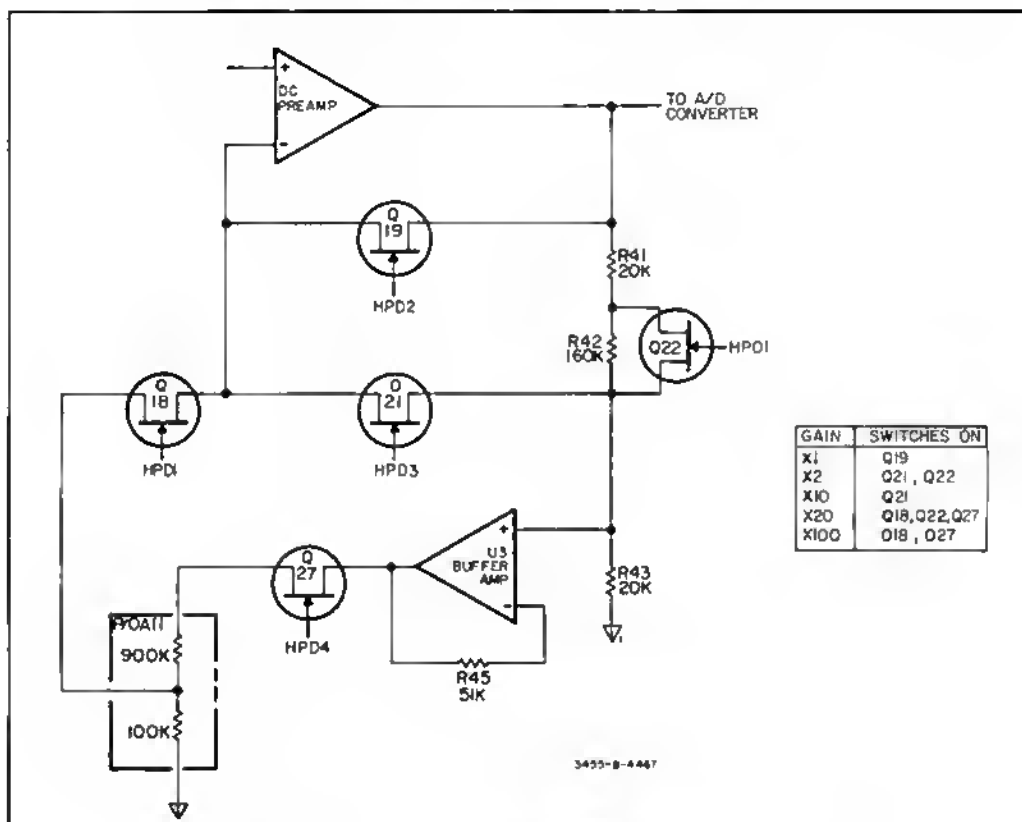 +
DC
PREAMP
-
TO A/D
CONVERTER
Q
19
HPD2
R41
20K
R42
160K
Q22
HPD1
Q
18
HPD1
Q
21
HPD3
GAIN SWITCHES ON
X1 Q19
X2 Q21, Q22
X10 Q21
X20 Q18,Q22,Q27
X100 Q18, Q27
Q
27
HPD4
+
U3
BUFFER
AMP
-
R43
20K
1
R45
51K
900K
100K
3455-B-4467